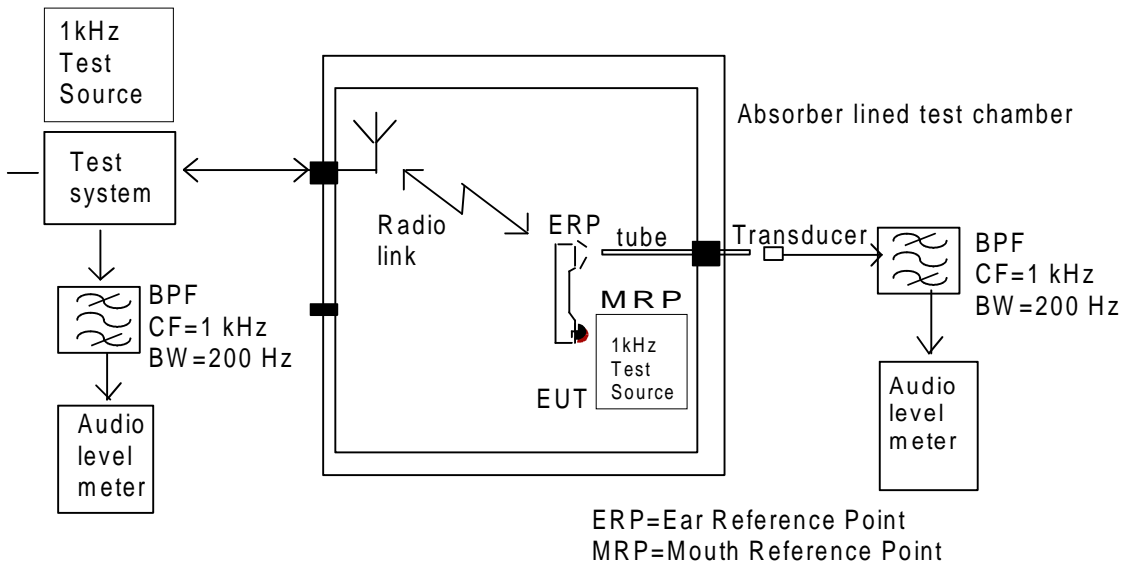 1kHz
Test
Source
Test
system
BPF
CF=1 kHz
BW=200 Hz
Audio
level
meter
Absorber lined test chamber
Radio
link
ERP
tube
Transducer
MRP
1kHz
Test
Source
EUT
BPF
CF=1 kHz
BW=200 Hz
Audio
level
meter
ERP=Ear Reference Point
MRP=Mouth Reference Point